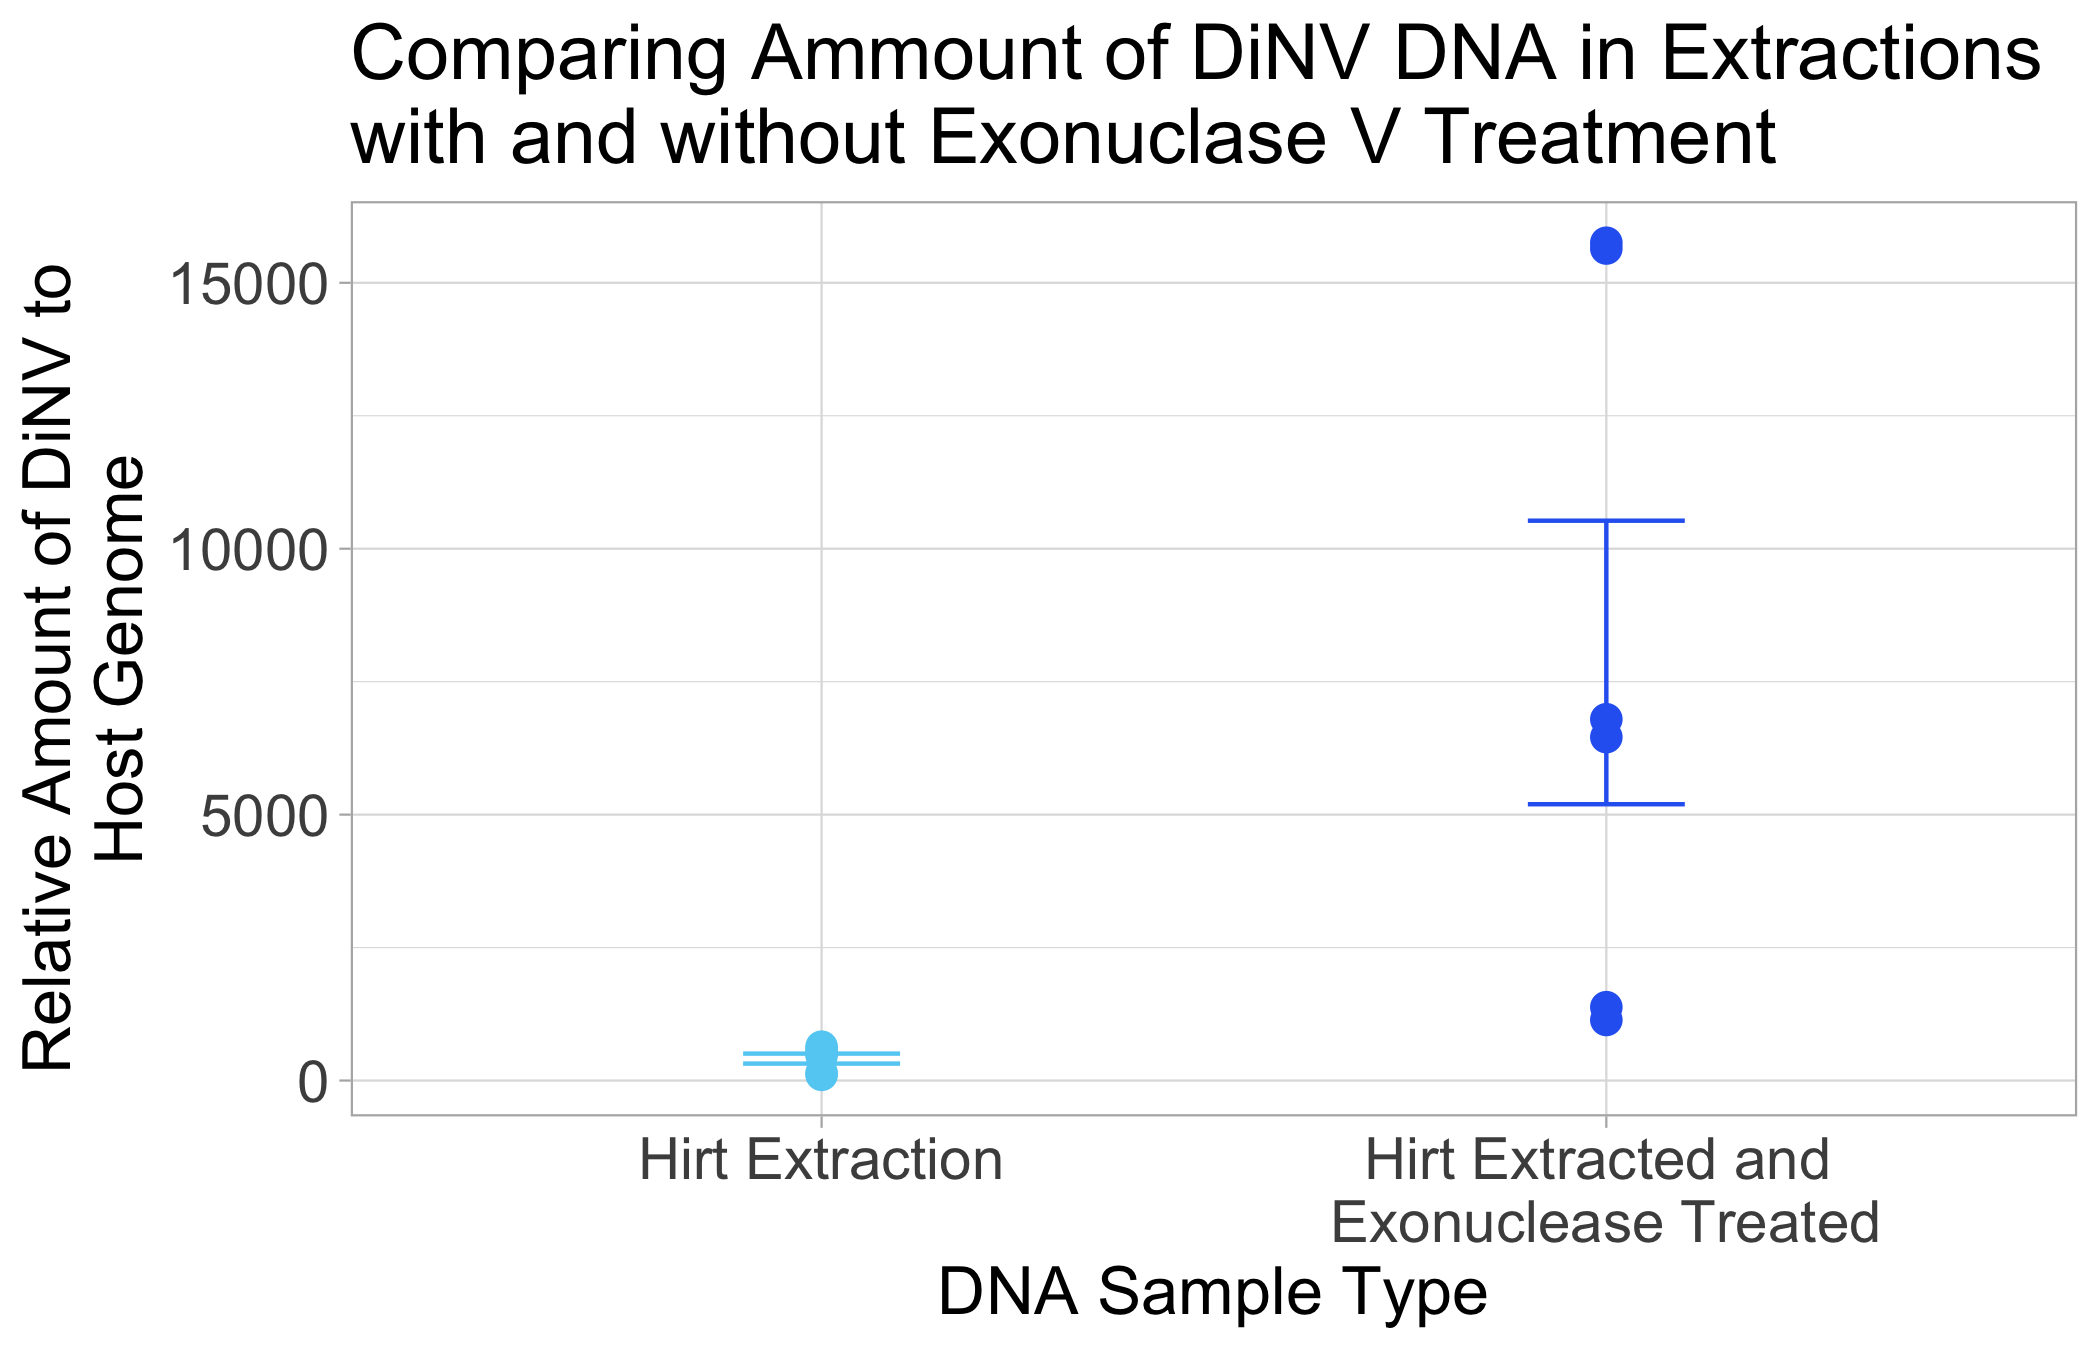 Comparing Ammount of DiNV DNA in Extractions
with and without Exonuclase V Treatment
Relative Amount of DiNV to
Host Genome
15000
10000
5000
0
Hirt Extraction
Hirt Extracted and
Exonuclease Treated
DNA Sample Type